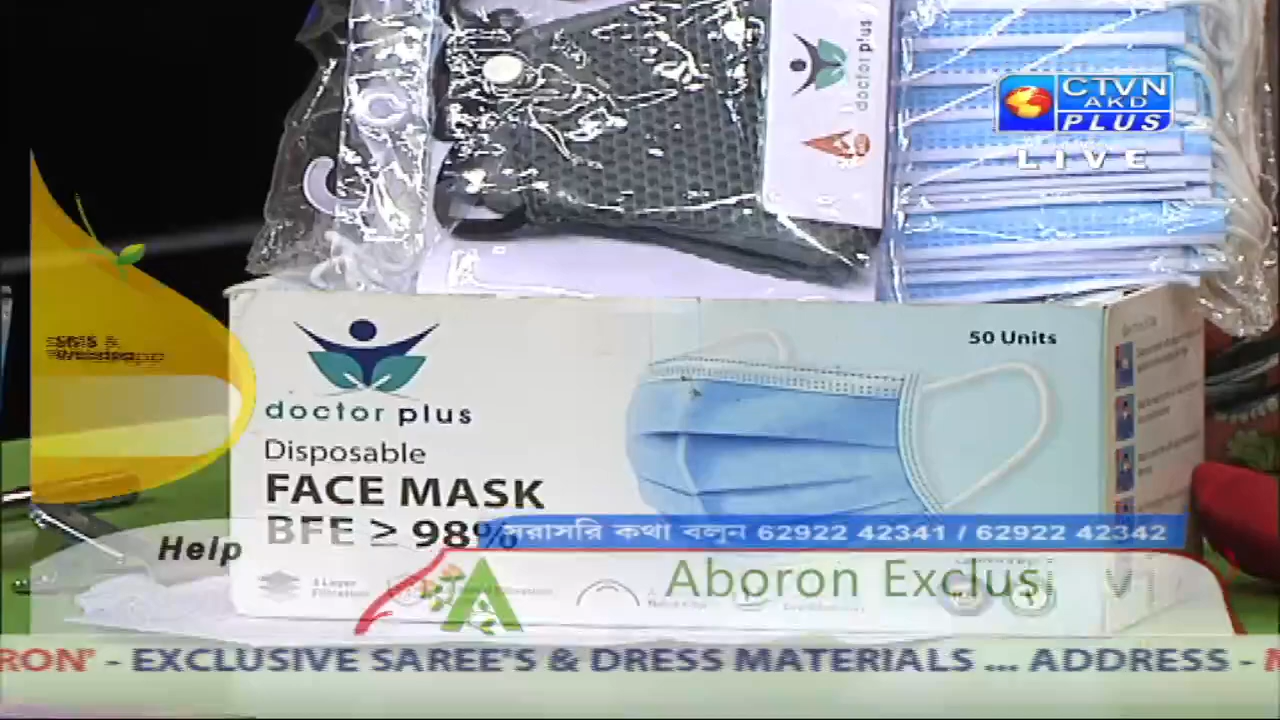 doctor plus
CTVN
AKD
PLUS
LIVE
50 Units
doctor plus
Disposable
FACE MASK
BFE ≥ 98%
সরাসরি কথা বলুন 62922 42341 / 62922 42342
Help
Aboron Exclusi
RON' - EXCLUSIVE SAREE'S & DRESS MATERIALS ... ADDRESS -